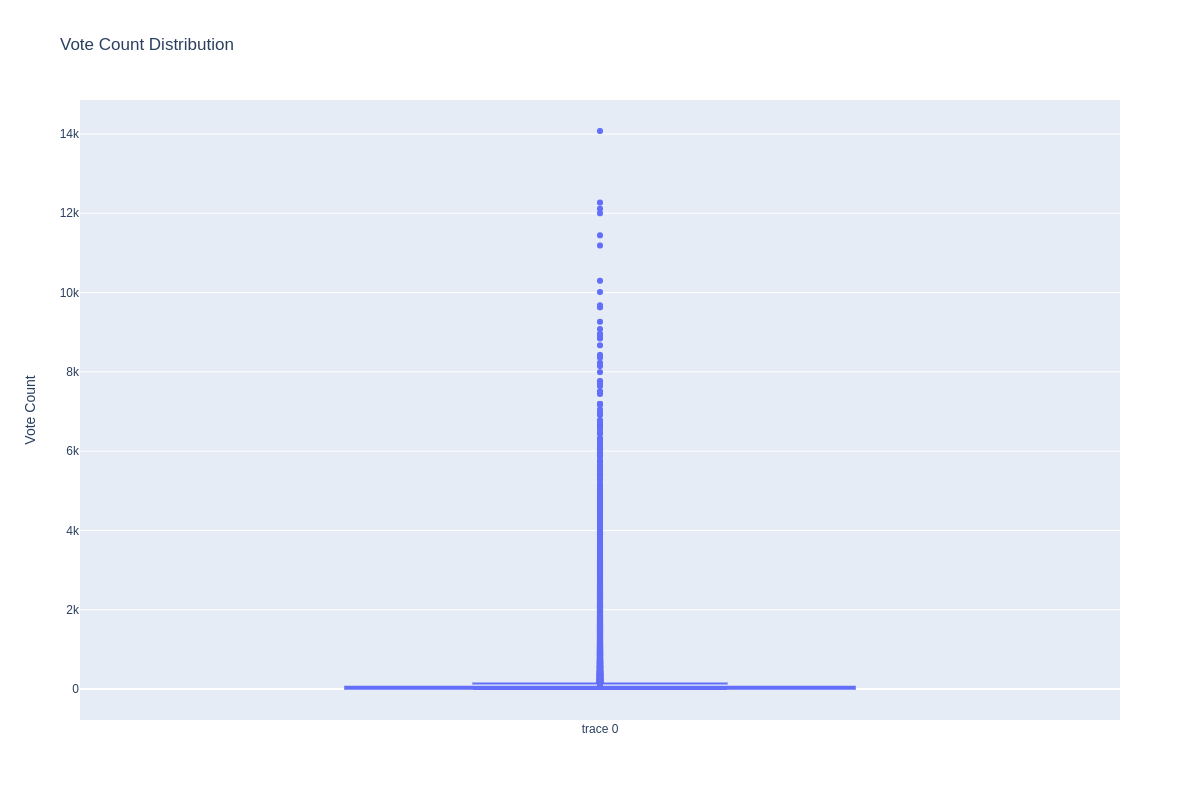 Vote Count Distribution
14k
12k
10k
8k
6k
4k
2k
0
Vote Count
trace 0